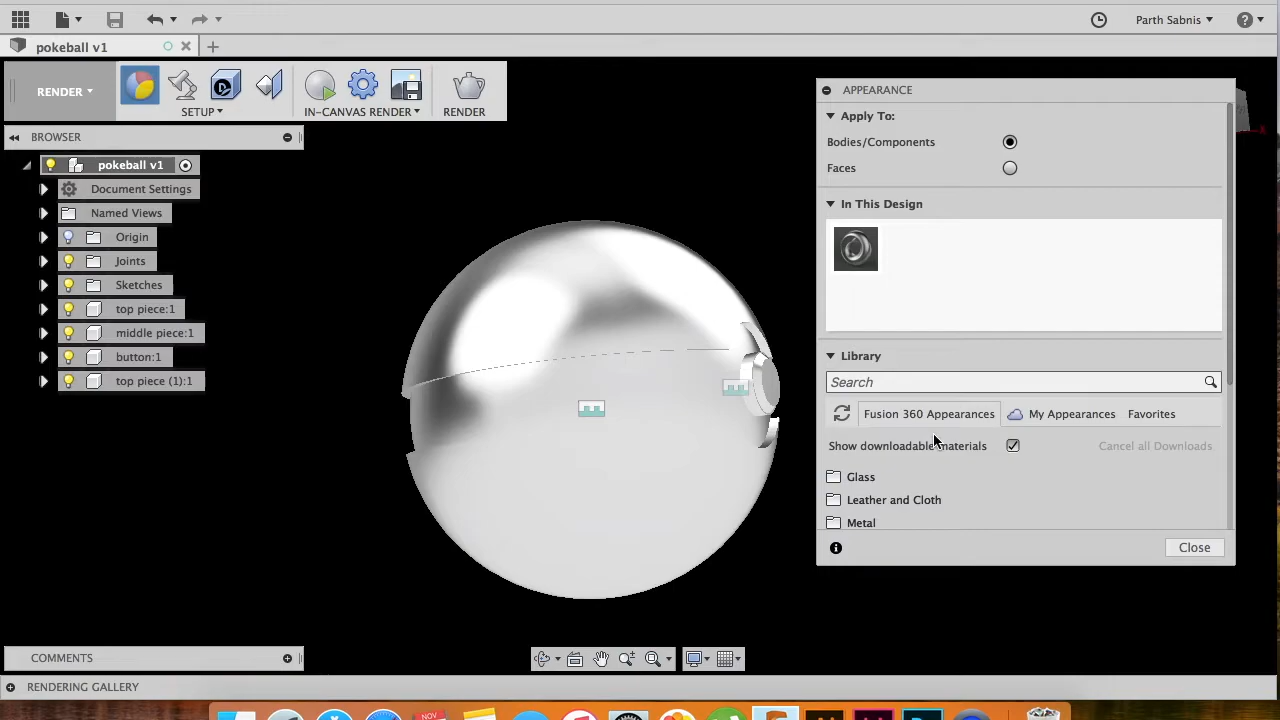 Parth Sabnis
pokeball v1
RENDER
SETUP
IN-CANVAS RENDER
RENDER
BROWSER
pokeball v1
Document Settings
Named Views
Origin
Joints
Sketches
top piece:1
middle piece:1
button:1
top piece (1):1
APPEARANCE
Apply To:
Bodies/Components
Faces
In This Design
Library
Search
Fusion 360 Appearances
My Appearances
Favorites
Show downloadable materials
Cancel all Downloads
Glass
Leather and Cloth
Metal
Close
COMMENTS
RENDERING GALLERY
NOV